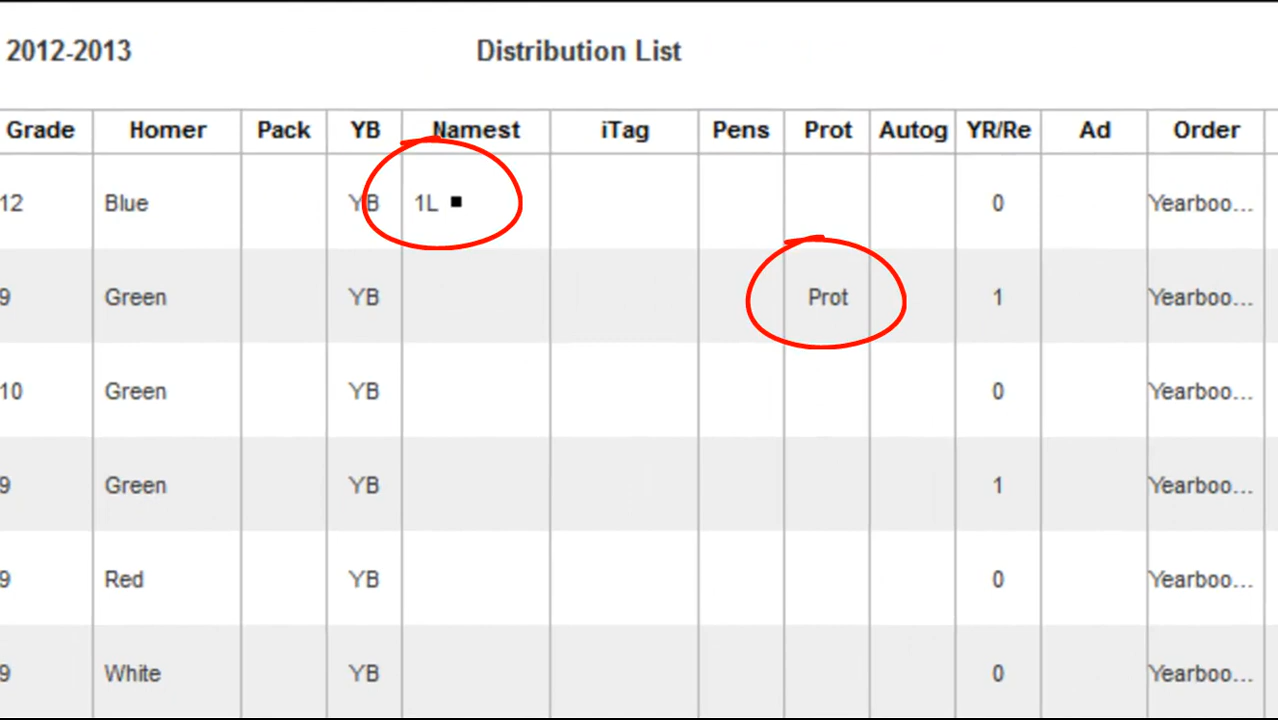 2012-2013 Distribution List
Grade Homer Pack YB Namest iTag Pens Prot Autog YR/Re Ad Order
12 Blue YB 1L ■ 0 Yearboo...
9 Green YB Prot 1 Yearboo...
10 Green YB 0 Yearboo...
9 Green YB 1 Yearboo...
9 Red YB 0 Yearboo...
9 White YB 0 Yearboo...